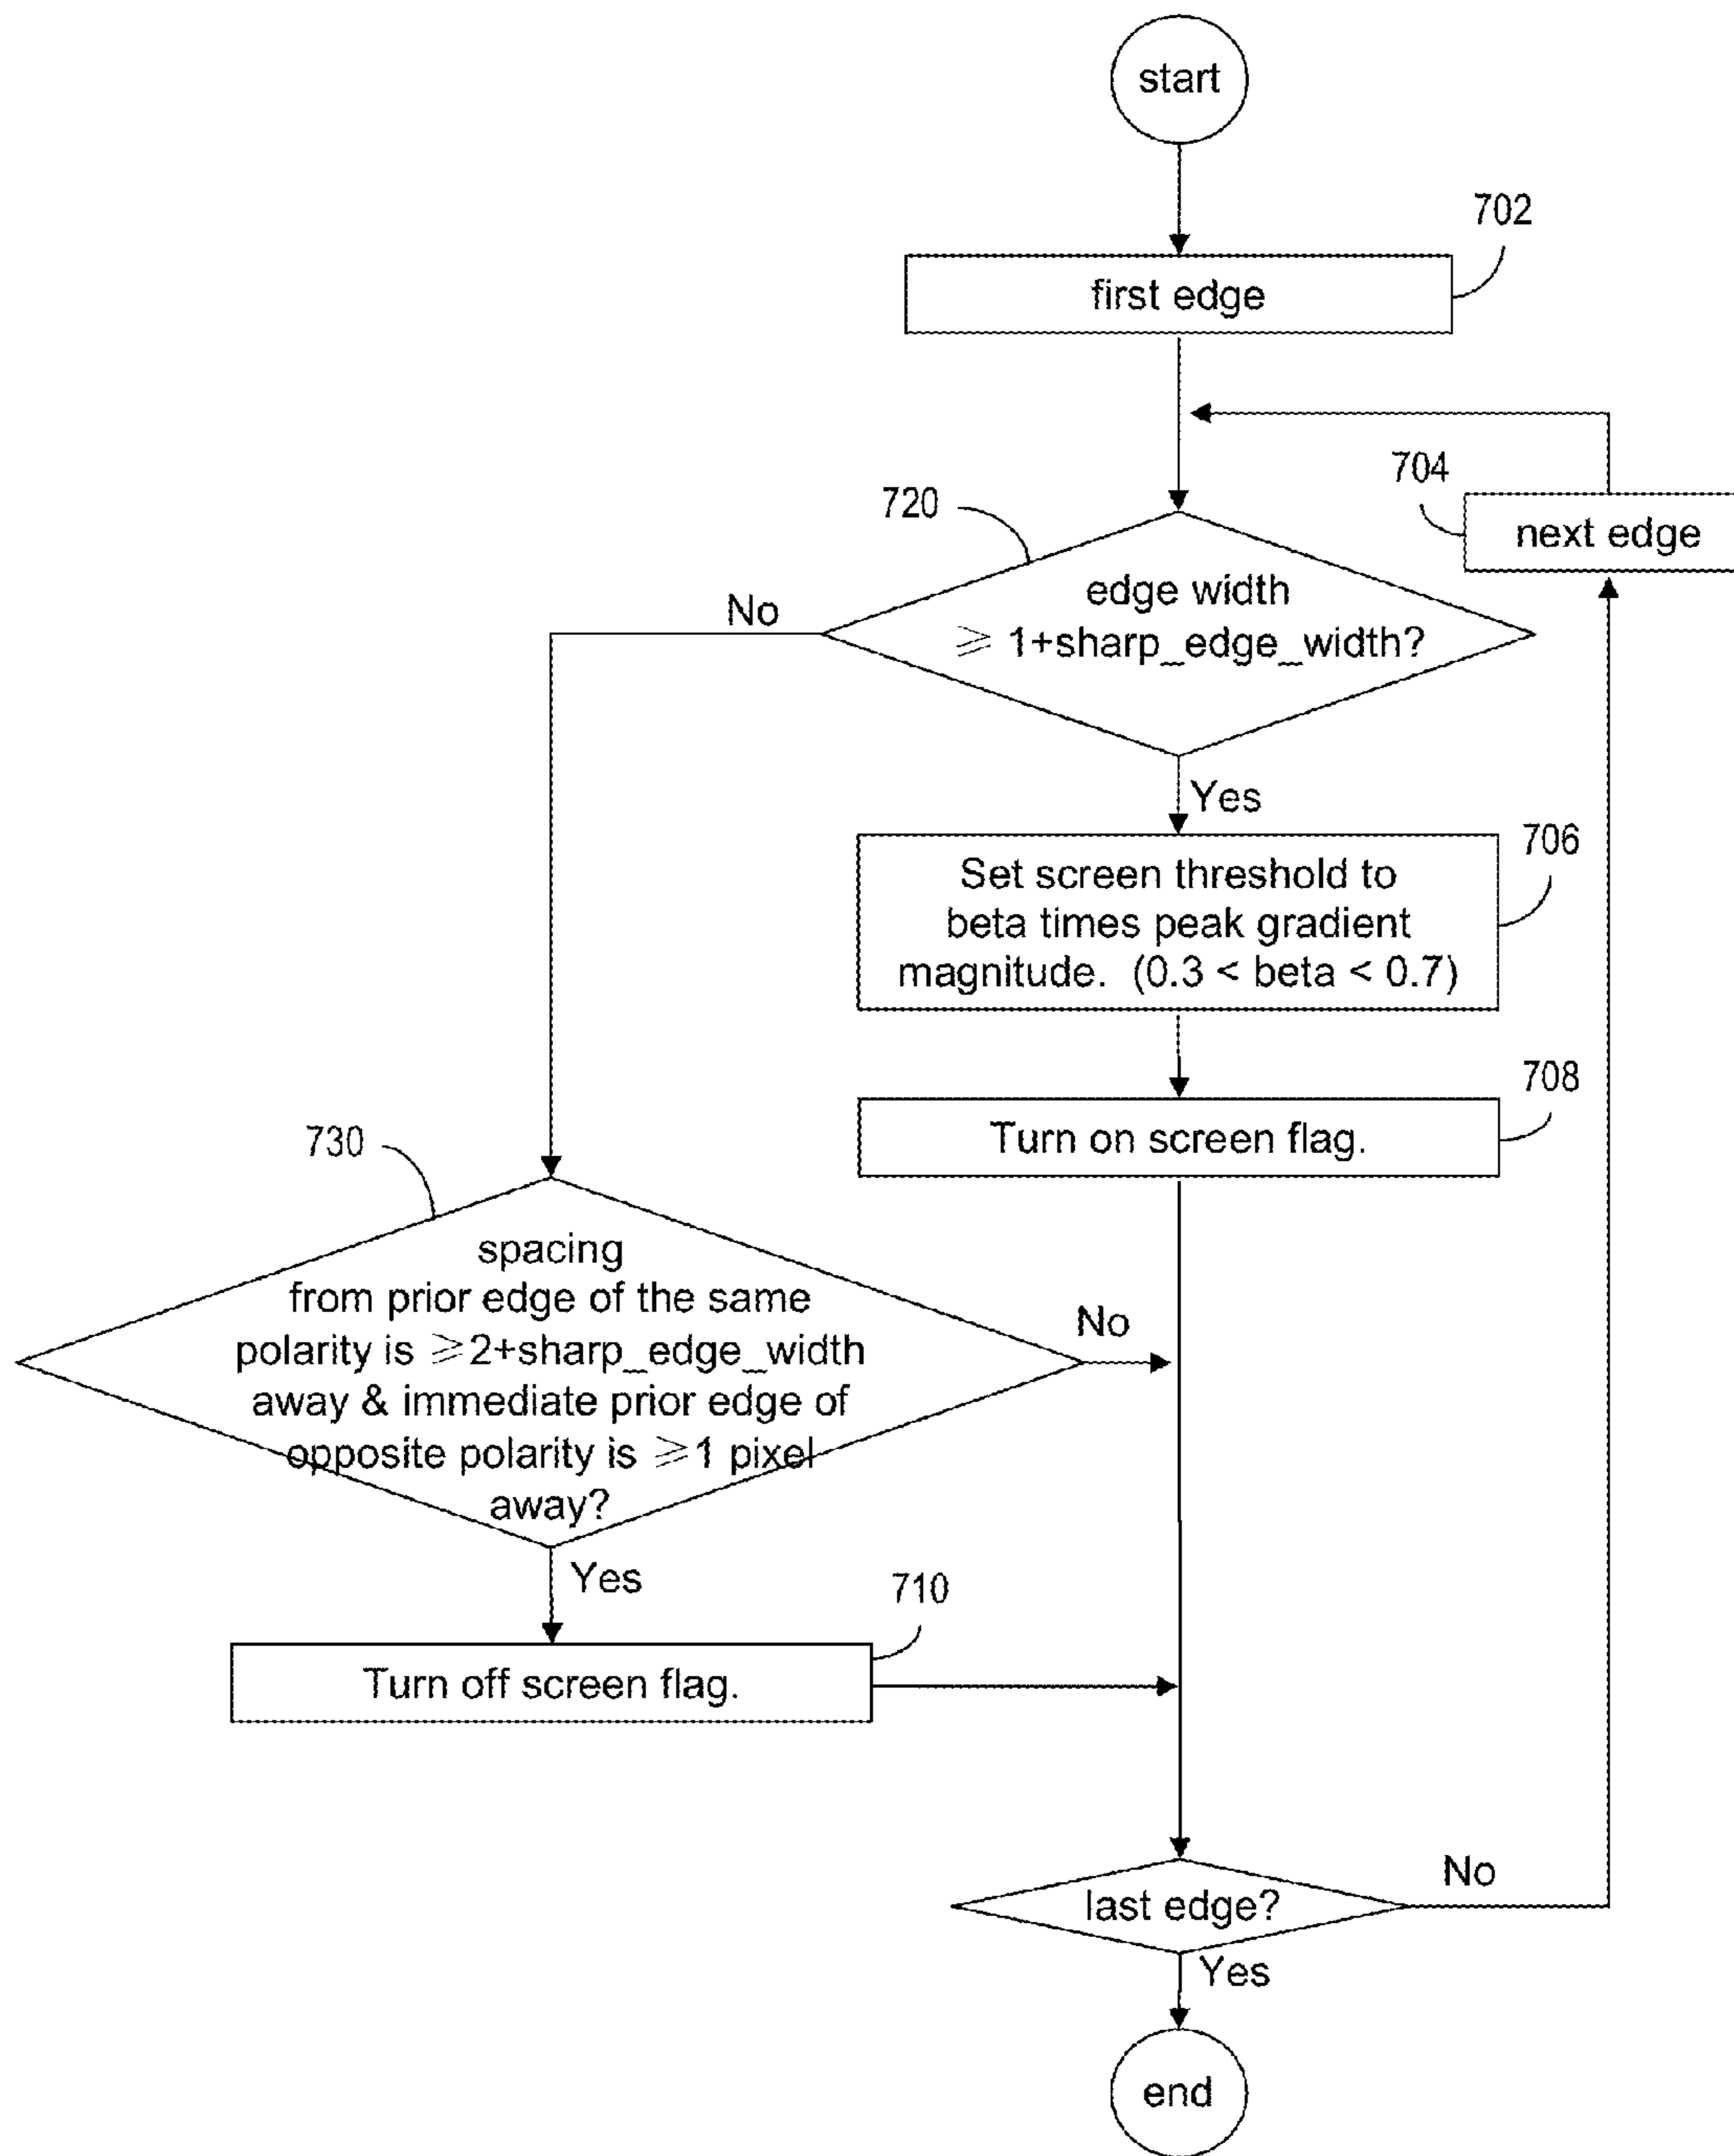 start
702
first edge
704
next edge
720
edge width
≥ 1+sharp_edge_width?
No
Yes
706
Set screen threshold to
beta times peak gradient
magnitude. (0.3 < beta < 0.7)
708
Turn on screen flag.
730
spacing
from prior edge of the same
polarity is ≥2+sharp_edge_width
away & immediate prior edge of
opposite polarity is ≥1 pixel
away?
No
Yes
710
Turn off screen flag.
last edge?
No
Yes
end